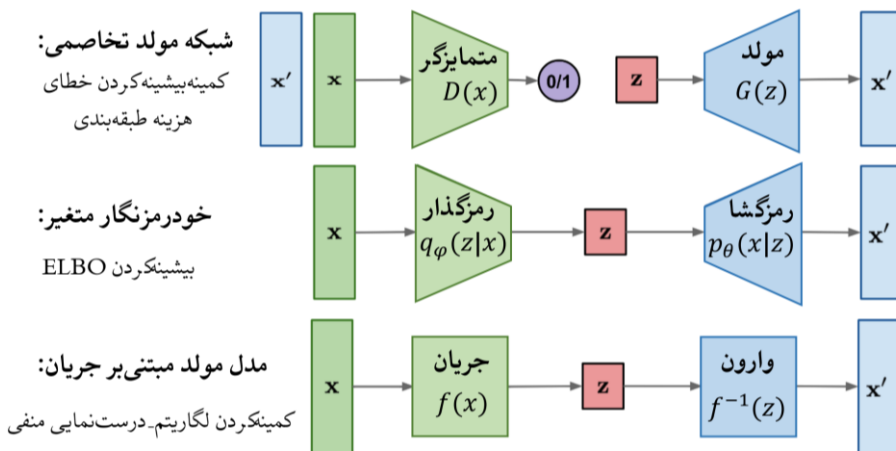 شبکه مولد تخاصمی:
کمینه‌بیشینه‌کردن خطای
هزینه طبقه‌بندی
x′
x
متمایزگر
D(x)
0/1
z
مولد
G(z)
x′
خودرمزنگار متغیر:
بیشینه‌کردن ELBO
x
رمزگذار
qφ(z|x)
z
رمزگشا
pθ(x|z)
x′
مدل مولد مبتنی‌بر جریان:
کمینه‌کردن لگاریتم-درست‌نمایی منفی
x
جریان
f(x)
z
وارون
f⁻¹(z)
x′